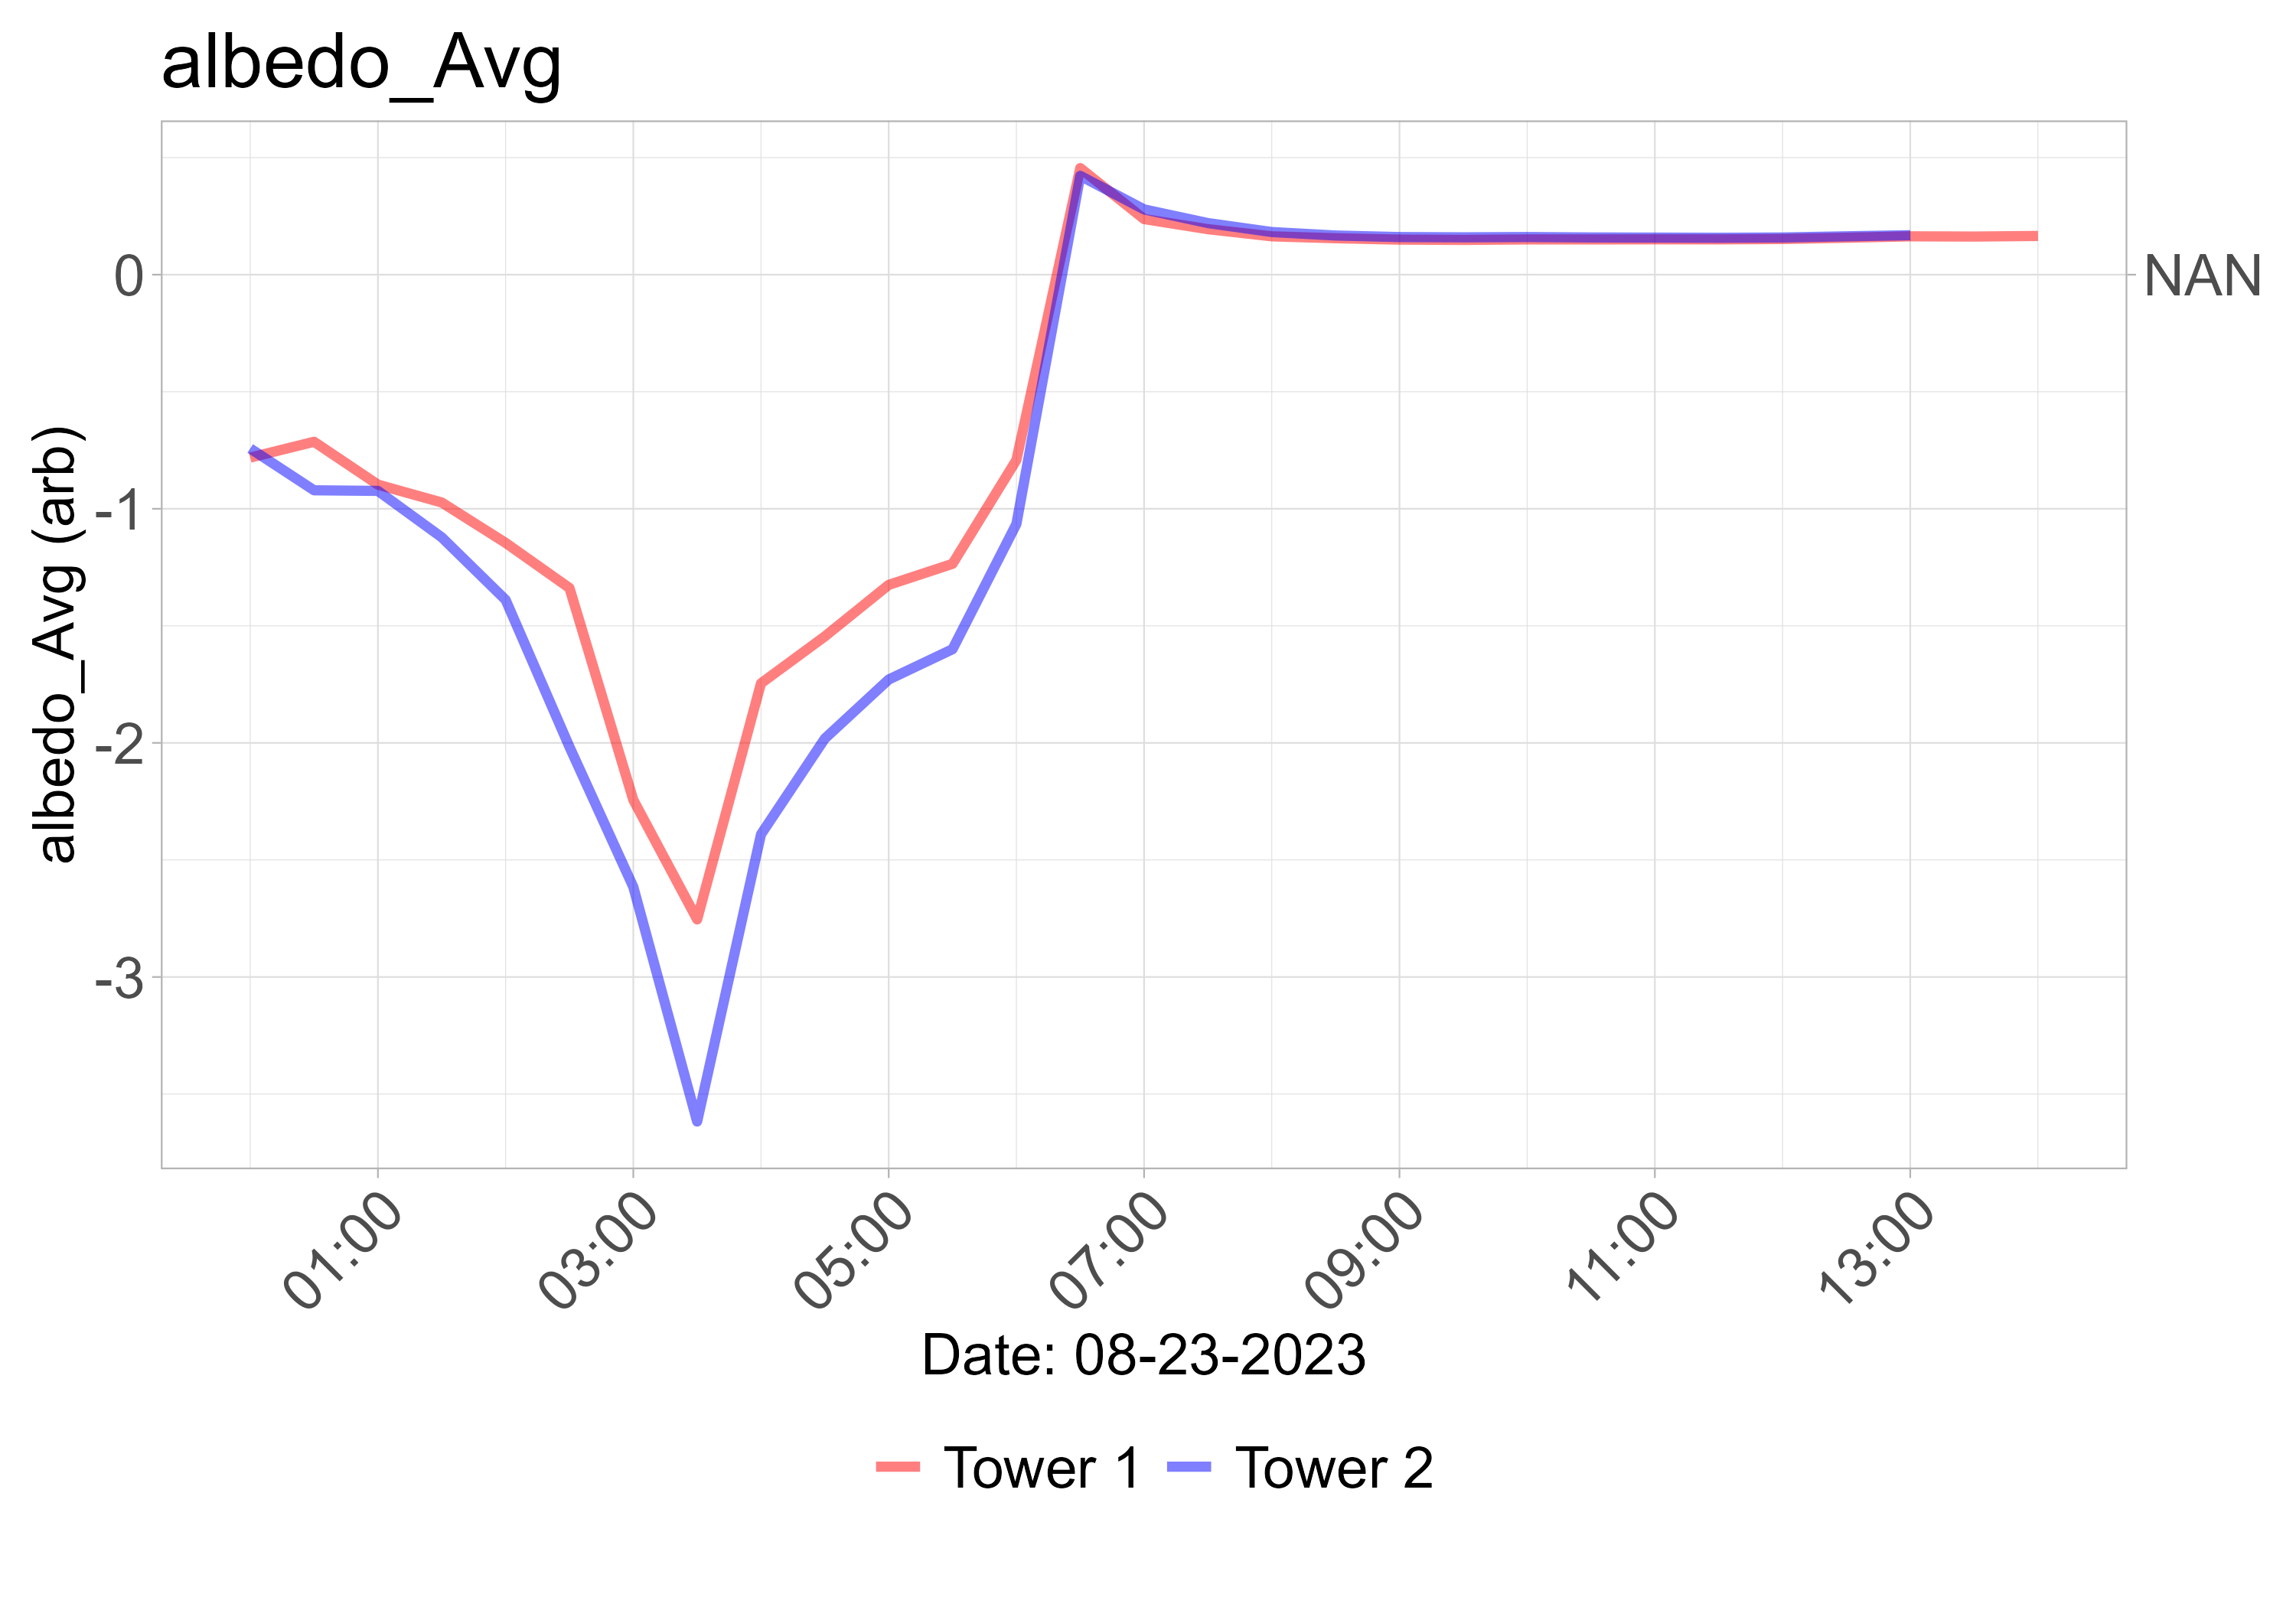 albedo_Avg
albedo_Avg (arb)
0
-1
-2
-3
NAN
01:00
03:00
05:00
07:00
09:00
11:00
13:00
Date: 08-23-2023
Tower 1
Tower 2